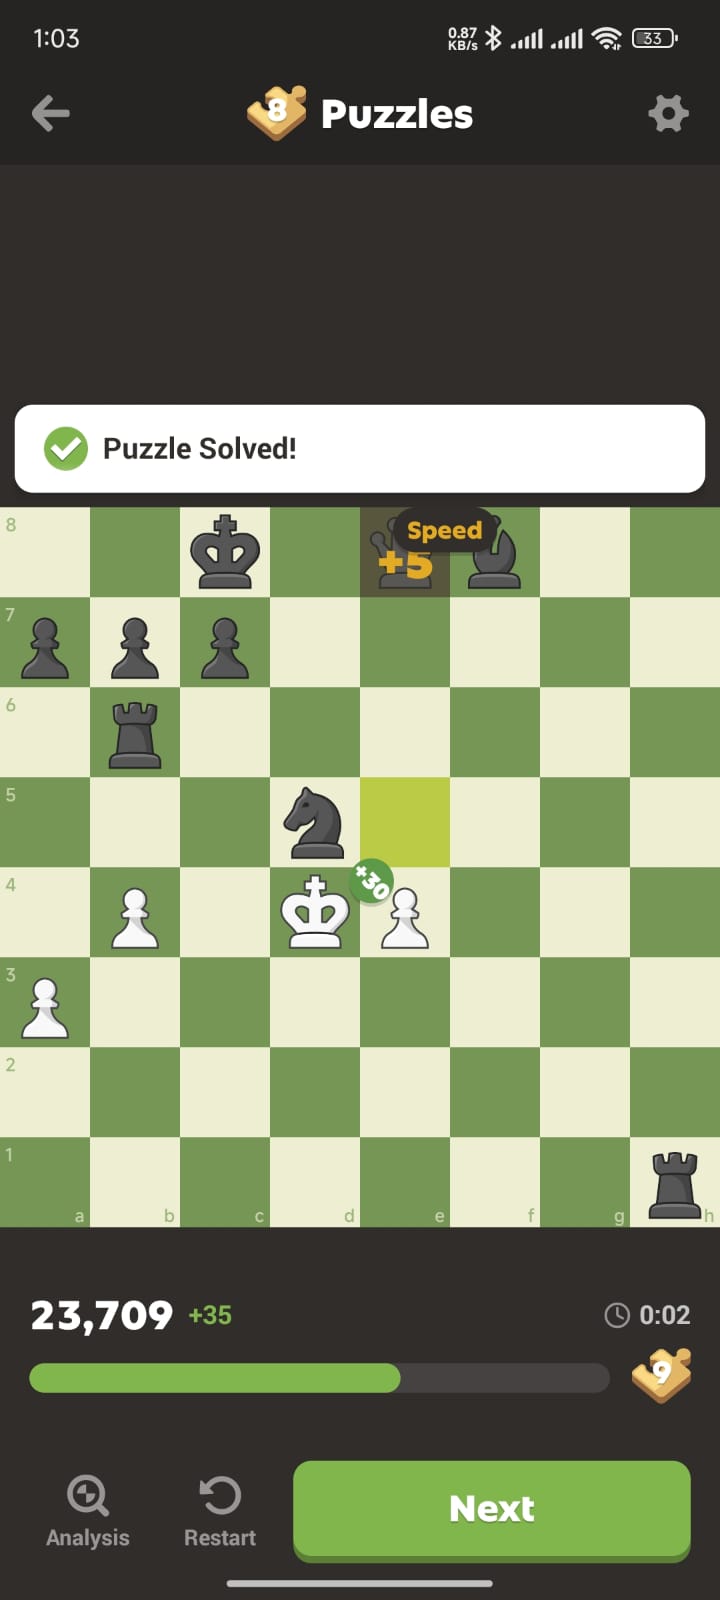 1:03
0.87
KB/s
33
8
Puzzles
Puzzle Solved!
8
Speed
+5
7
6
5
+30
4
3
2
1
a
b
c
d
e
f
g
h
23,709 +35
0:02
9
Analysis
Restart
Next